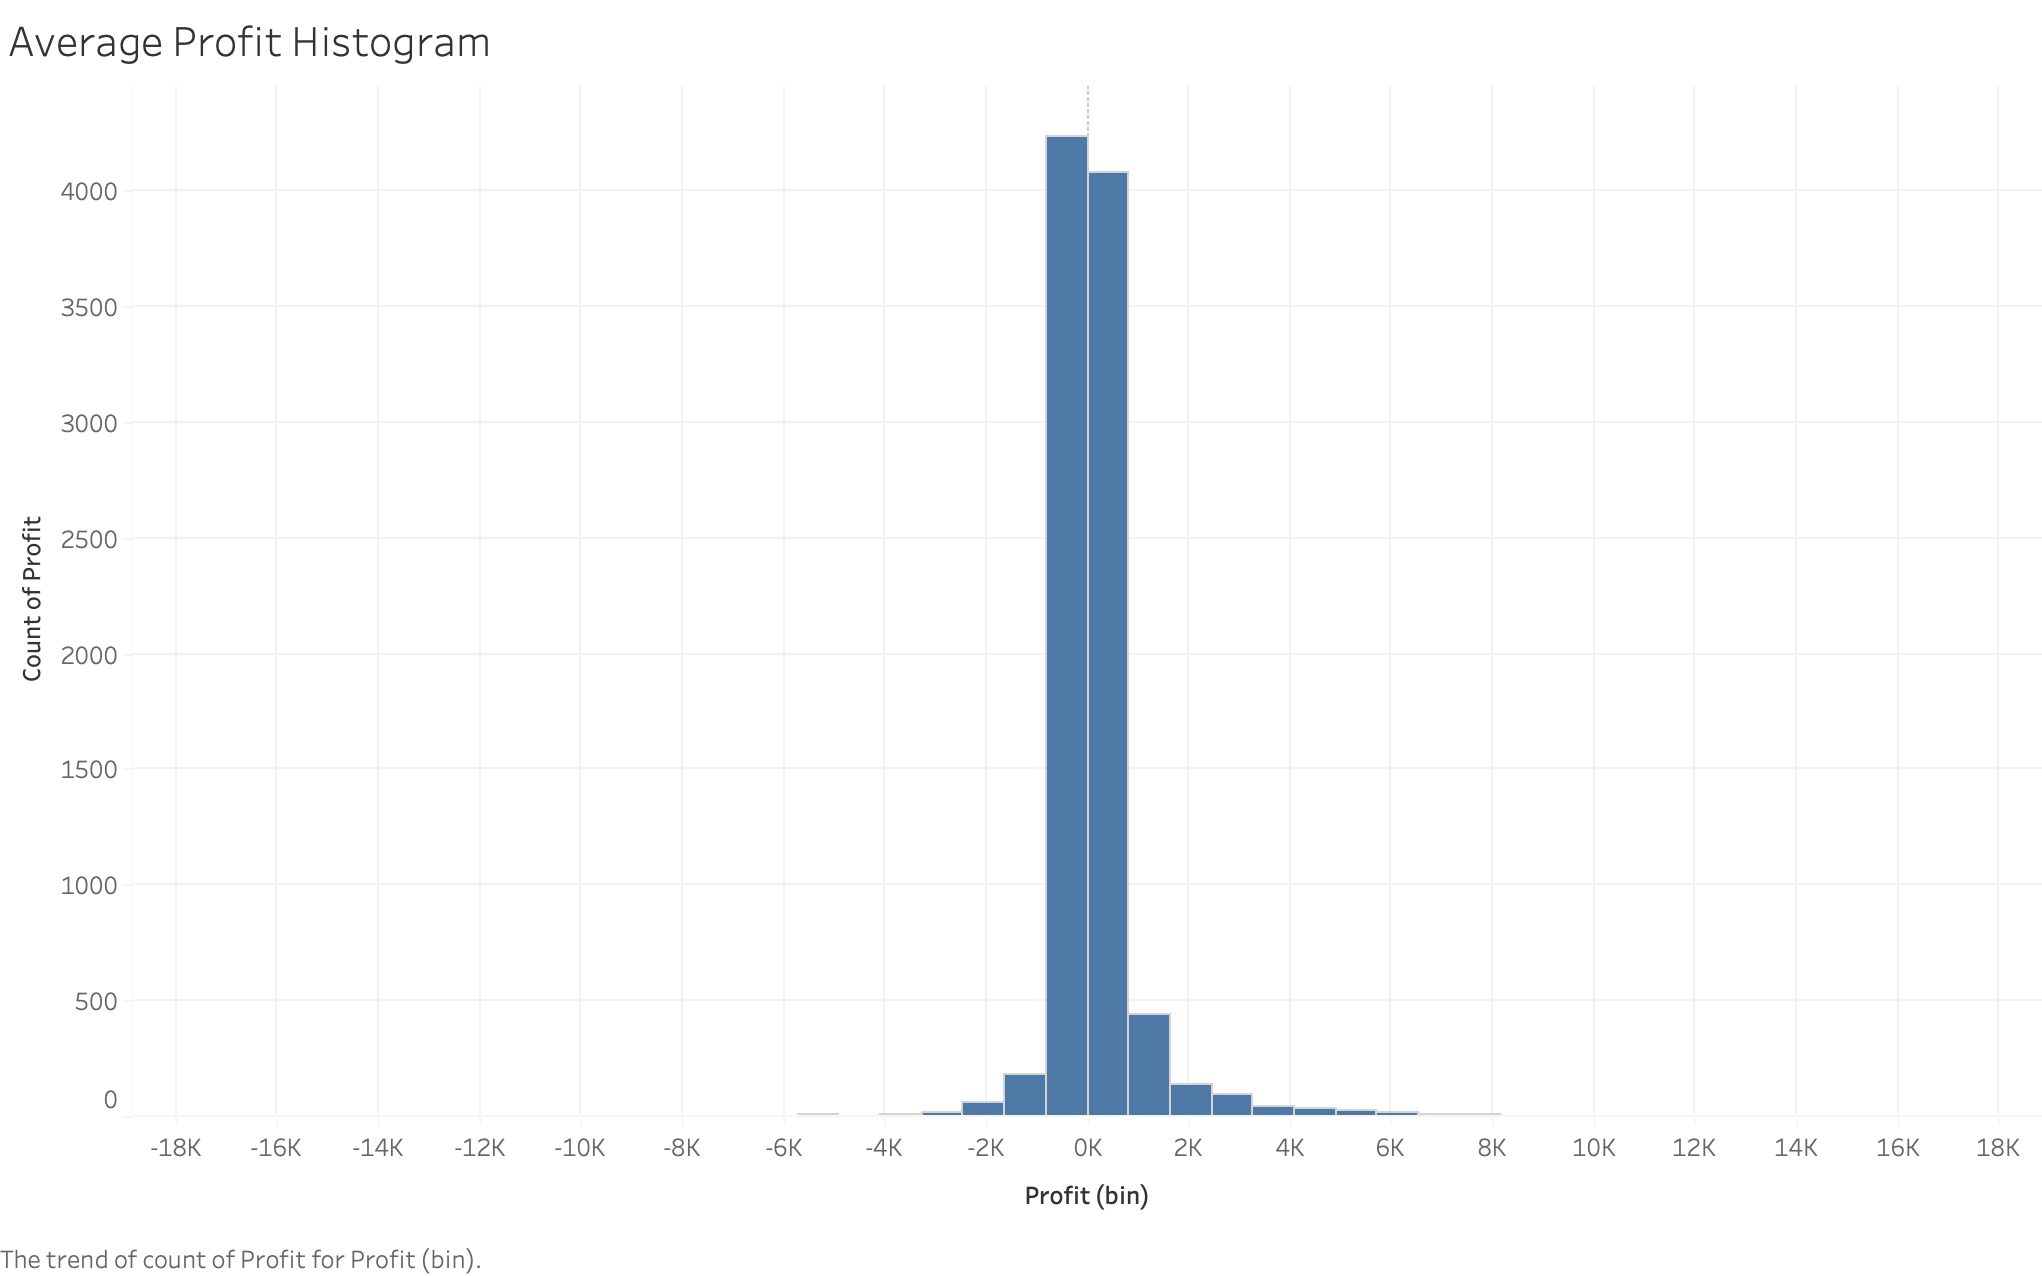 Average Profit Histogram
4000
3500
3000
2500
2000
1500
1000
500
0
Count of Profit
-18K -16K -14K -12K -10K -8K -6K -4K -2K 0K 2K 4K 6K 8K 10K 12K 14K 16K 18K
Profit (bin)
The trend of count of Profit for Profit (bin).